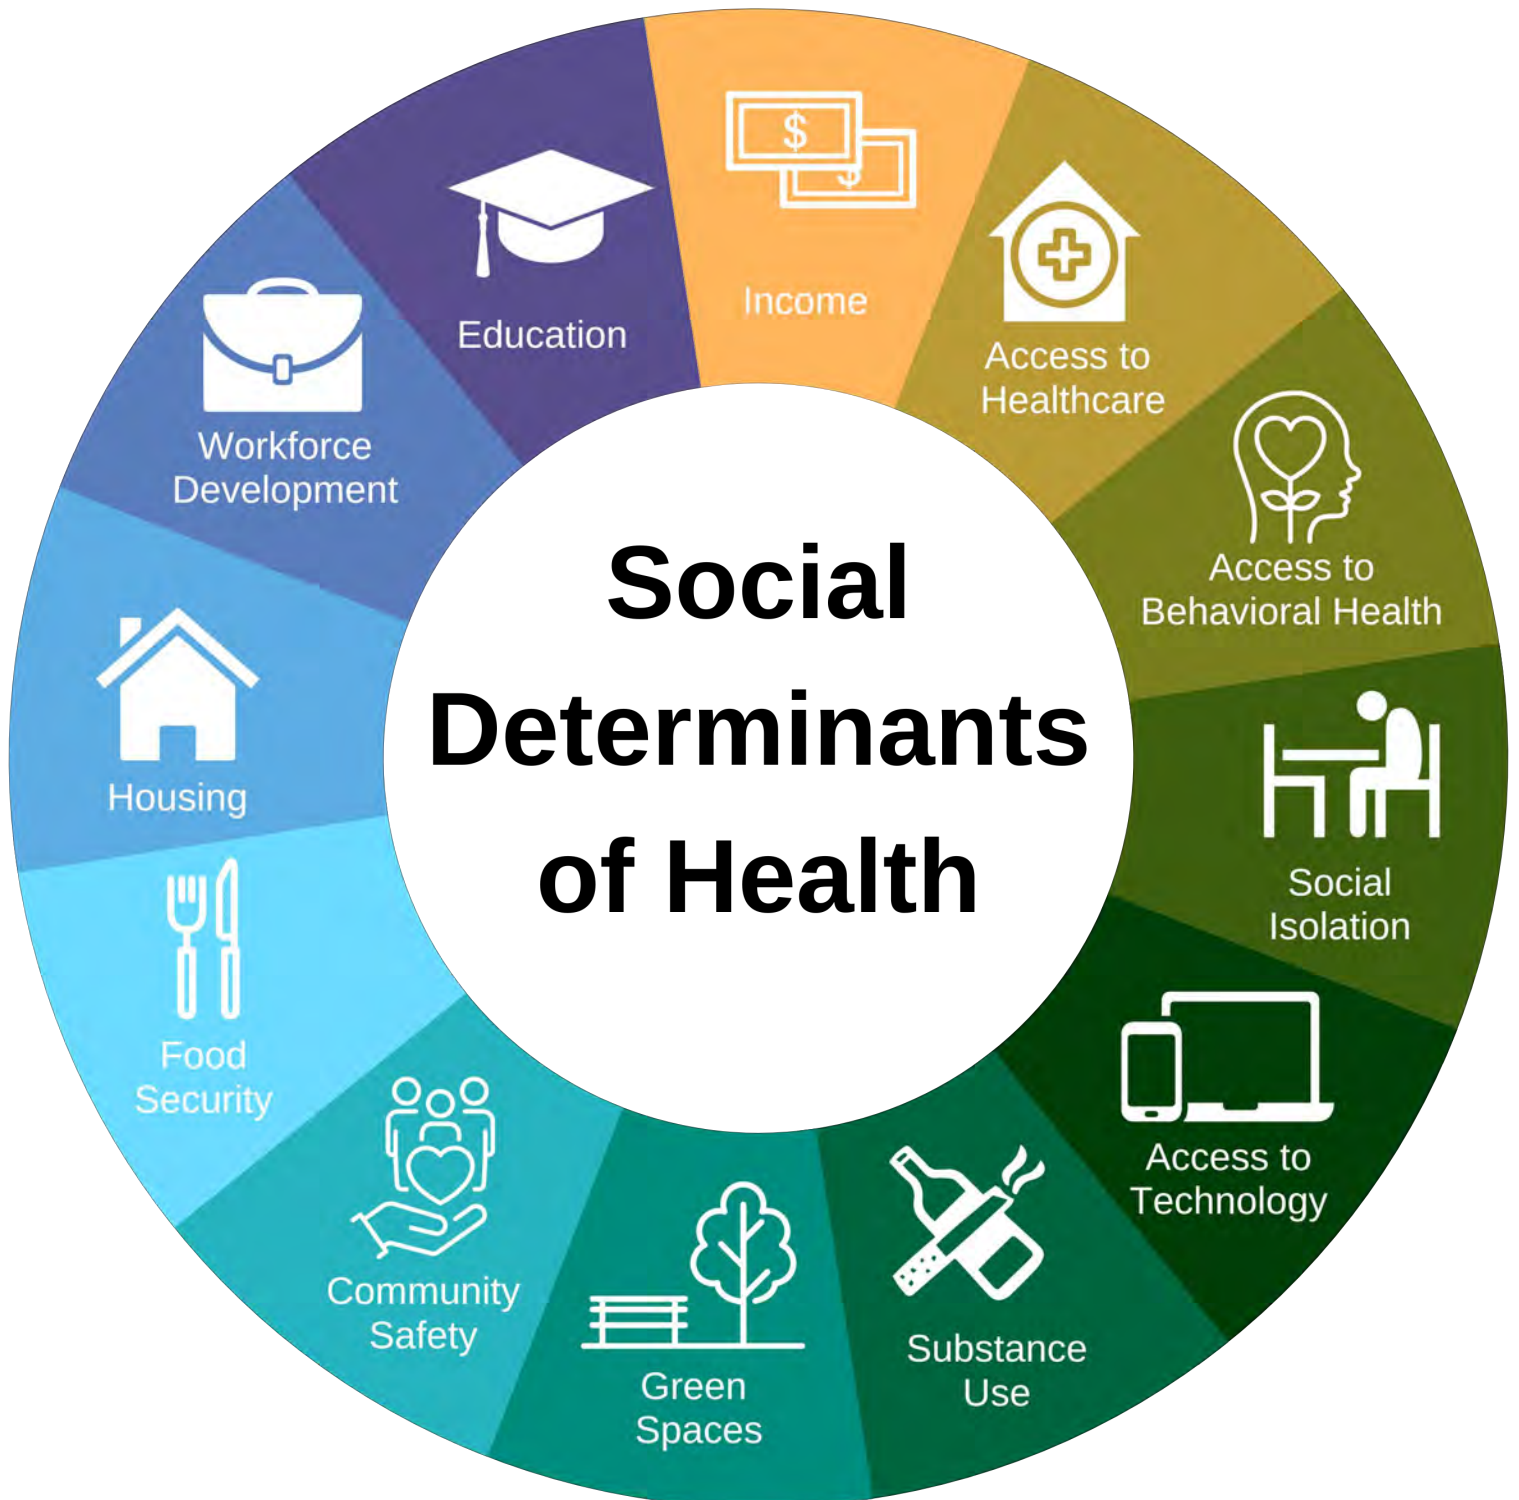 Social
Determinants
of Health
$
$
Income
Access to
Healthcare
Access to
Behavioral Health
Social
Isolation
Access to
Technology
Substance
Use
Green
Spaces
Community
Safety
Food
Security
Housing
Workforce
Development
Education